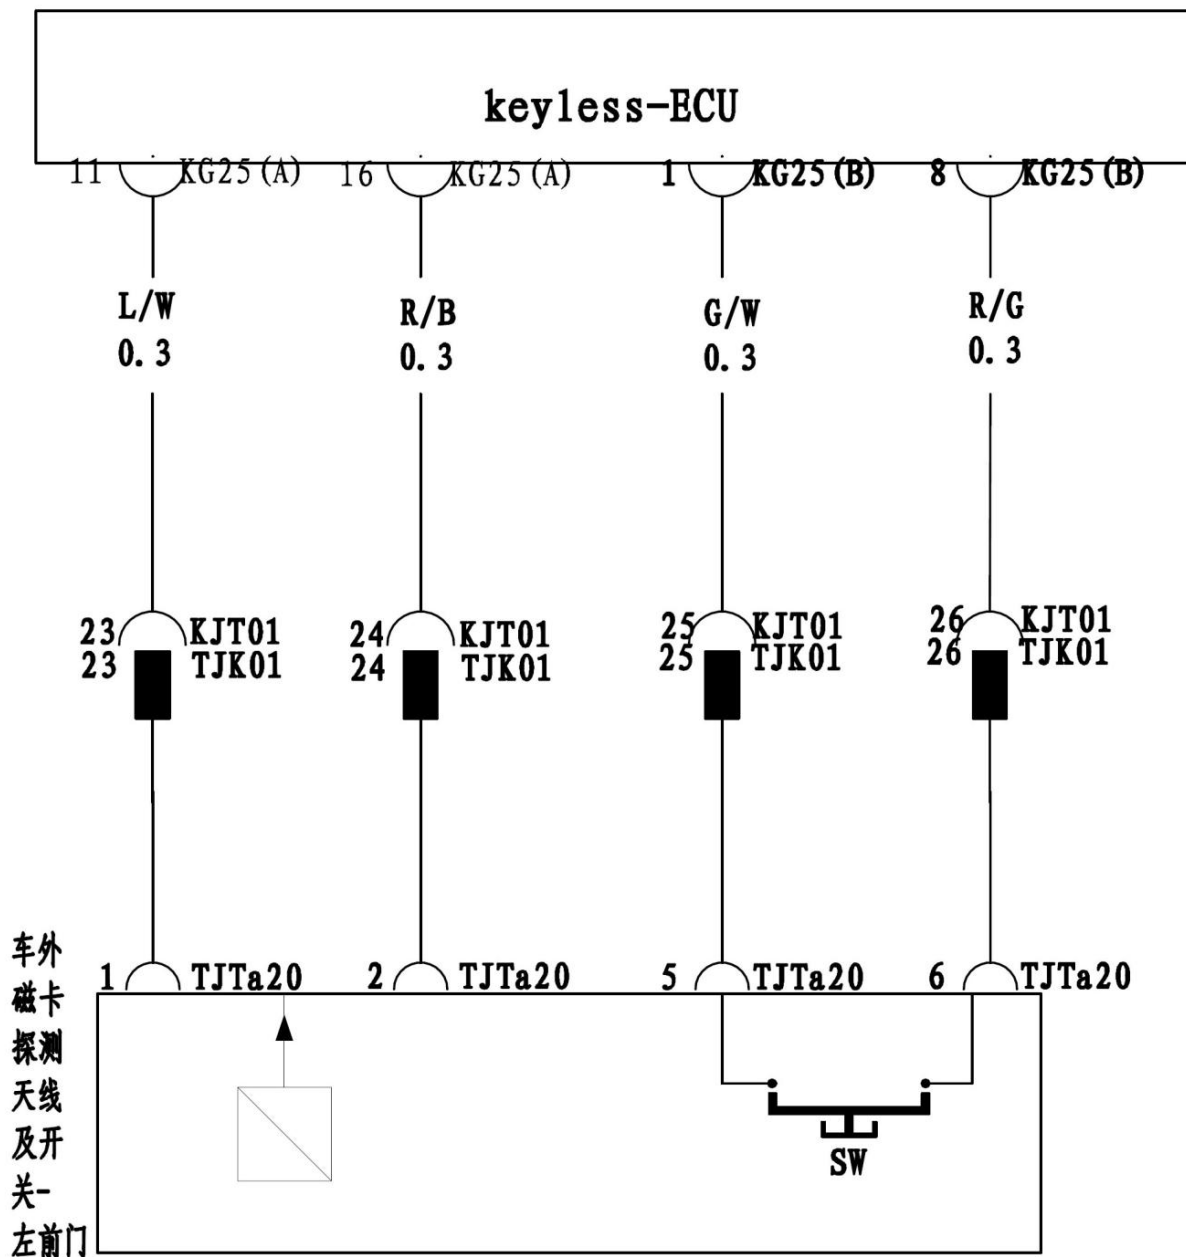 keyless-ECU
11 KG25(A) 16 KG25(A) 1 KG25(B) 8 KG25(B)
L/W R/B G/W R/G
0.3 0.3 0.3 0.3
23 KJT01 24 KJT01 25 KJT01 26 KJT01
23 TJK01 24 TJK01 25 TJK01 26 TJK01
1 TJTa20 2 TJTa20 5 TJTa20 6 TJTa20
车外
磁卡
探测
天线
及开
关-
左前门
SW